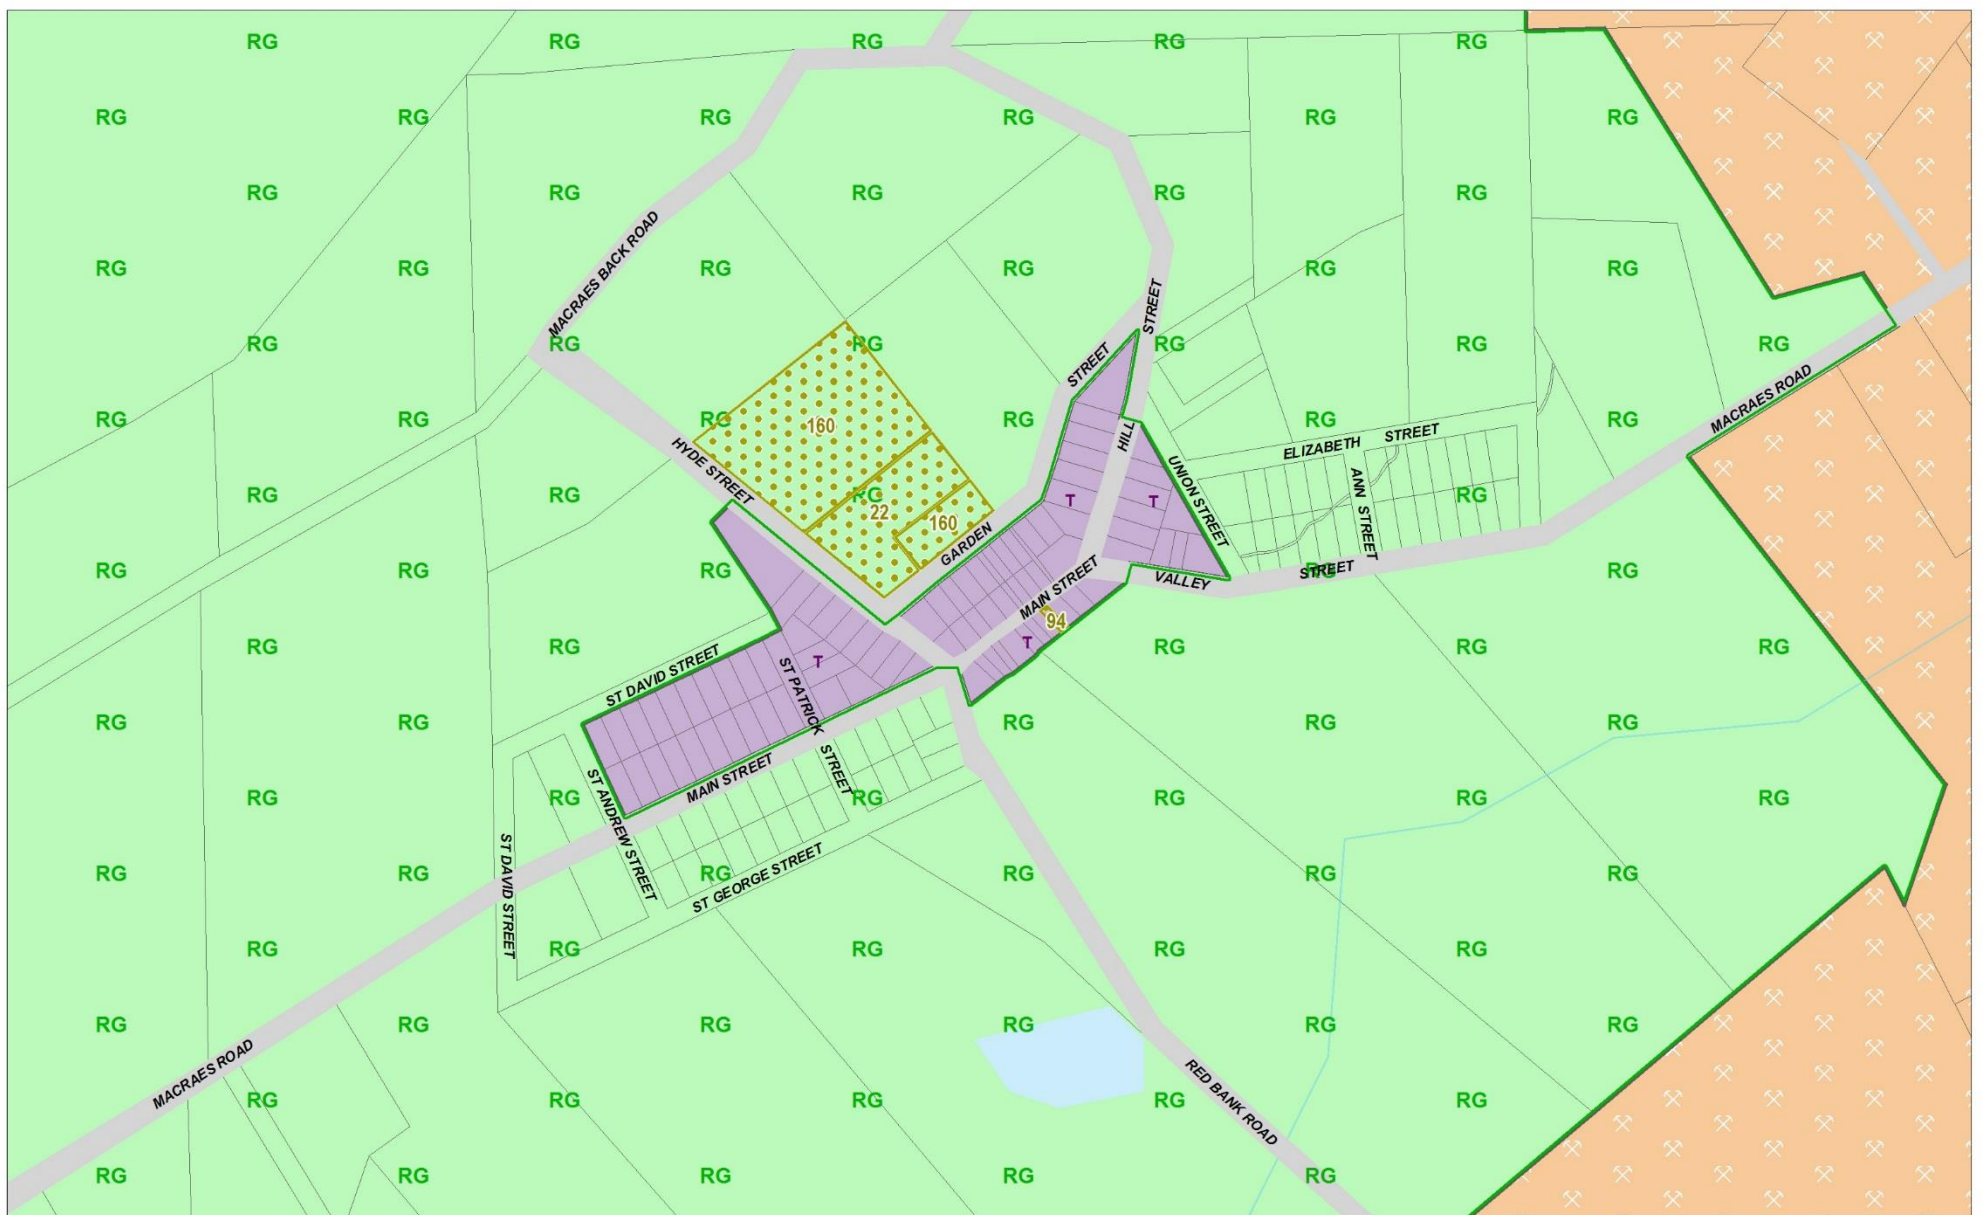 RG RG RG RG RG
RG RG RG RG RG RG
RG RG RG RG RG
MACRAES BACK ROAD
RG RG RG RG RG RG
STREET
RG RG RG RG RG RG
STREET
MACRAES ROAD
RG RG RG RG RG
160
HILL
ELIZABETH STREET
HYDE STREET
UNION STREET
ANN STREET
RG RG RG RG
T T
22
160
GARDEN
RG RG RG RG
MAIN STREET
VALLEY
STREET
94
T
RG RG RG RG RG
ST DAVID STREET
T
ST PATRICK STREET
RG RG RG RG RG
MAIN STREET
ST ANDREW STREET
RG RG RG RG RG RG
ST DAVID STREET
RG RG RG RG RG RG
ST GEORGE STREET
RG RG RG RG RG
RG RG RG RG RG RG
MACRAES ROAD
RED BANK ROAD
RG RG RG RG RG
RG RG RG RG RG